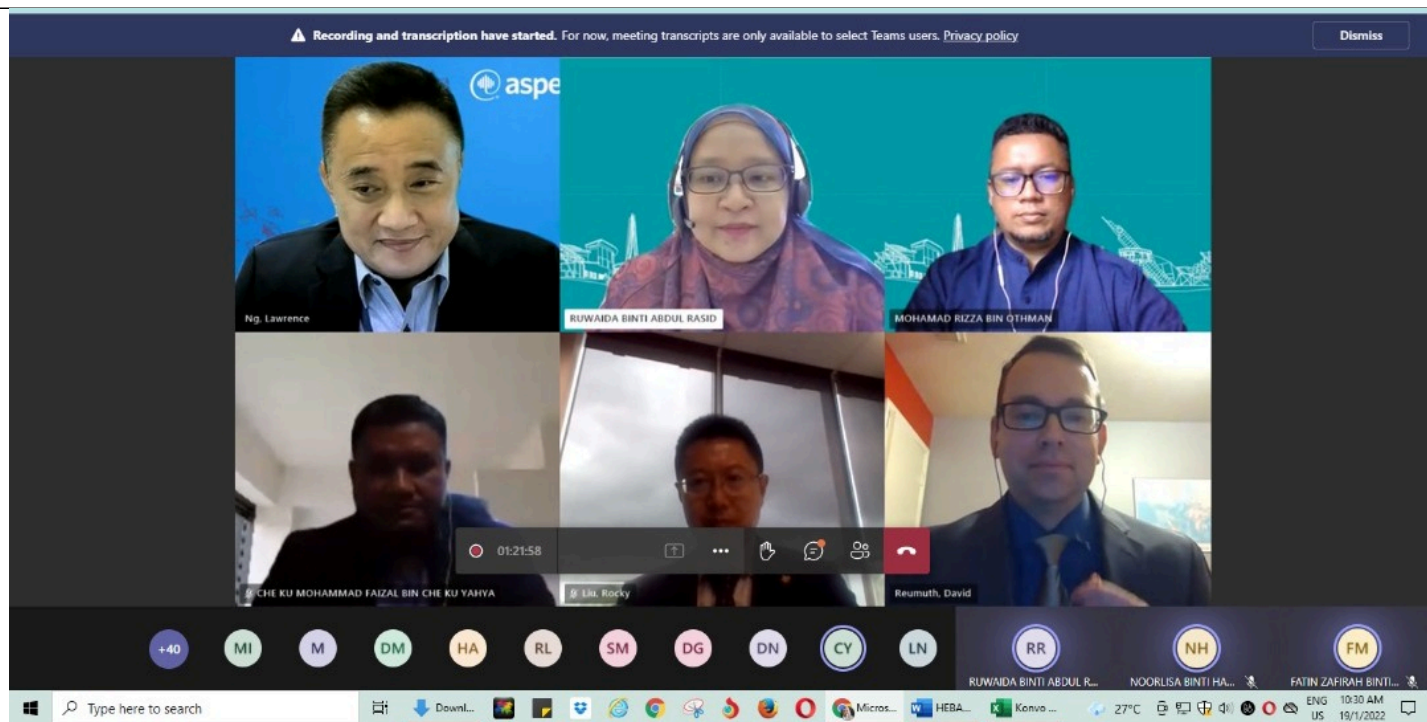 Recording and transcription have started. For now, meeting transcripts are only available to select Teams users. Privacy policy
Dismiss
aspe
Ng, Lawrence
RUWAIDA BINTI ABDUL RASID
MOHAMAD RIZZA BIN OTHMAN
01:21:58
CHE KU MOHAMMAD FAIZAL BIN CHE KU YAHYA
Liu, Rocky
Reumuth, David
+40
MI
M
DM
HA
RL
SM
DG
DN
CY
LN
RR
NH
FM
RUWAIDA BINTI ABDUL R...
NOORLISA BINTI HA...
FATIN ZAFIRAH BINTI...
Type here to search
Downl...
Micros...
HEBA...
Konvo ...
27°C
ENG
US
10:30 AM
19/1/2022